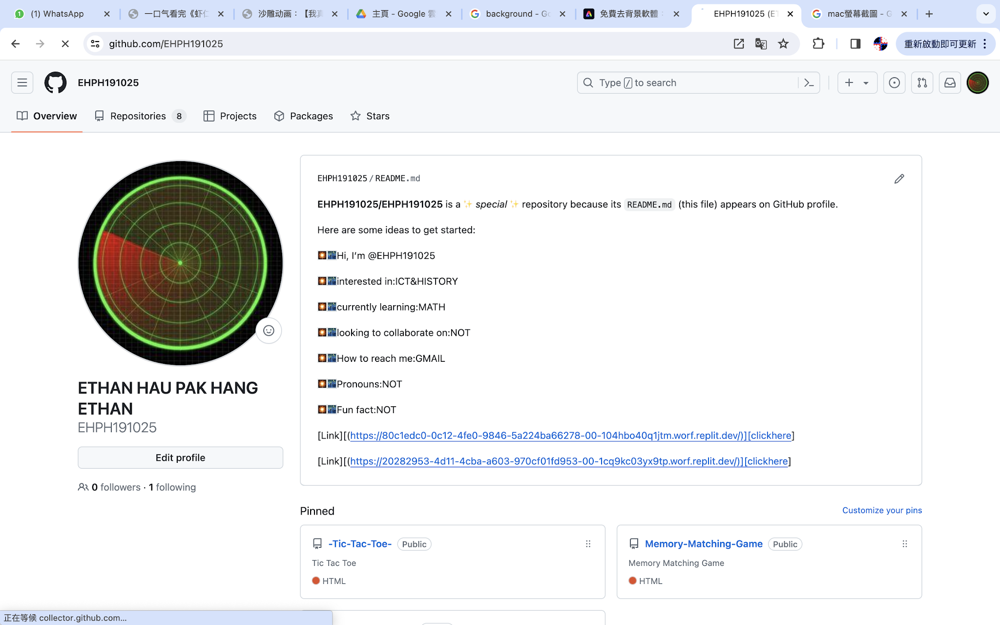 (1) WhatsApp
一口气看完《虾仁
沙雕动画：【我真
主頁 - Google 雲
background - Go
免費去背景軟體：
EHPH191025 (ET
mac螢幕截圖 - G
github.com/EHPH191025
重新啟動即可更新
EHPH191025
Type / to search
Overview
Repositories 8
Projects
Packages
Stars
EHPH191025/README.md
EHPH191025/EHPH191025 is a ✨ special ✨ repository because its README.md (this file) appears on GitHub profile.
Here are some ideas to get started:
🎇🎆Hi, I’m @EHPH191025
🎇🎆interested in:ICT&HISTORY
🎇🎆currently learning:MATH
🎇🎆looking to collaborate on:NOT
🎇🎆How to reach me:GMAIL
🎇🎆Pronouns:NOT
🎇🎆Fun fact:NOT
[Link][(https://80c1edc0-0c12-4fe0-9846-5a224ba66278-00-104hbo40q1jtm.worf.replit.dev/)][clickhere]
[Link][(https://20282953-4d11-4cba-a603-970cf01fd953-00-1cq9kc03yx9tp.worf.replit.dev/)][clickhere]
ETHAN HAU PAK HANG
ETHAN
EHPH191025
Edit profile
0 followers · 1 following
Pinned
Customize your pins
-Tic-Tac-Toe- Public
Tic Tac Toe
HTML
Memory-Matching-Game Public
Memory Matching Game
HTML
正在等候 collector.github.com...